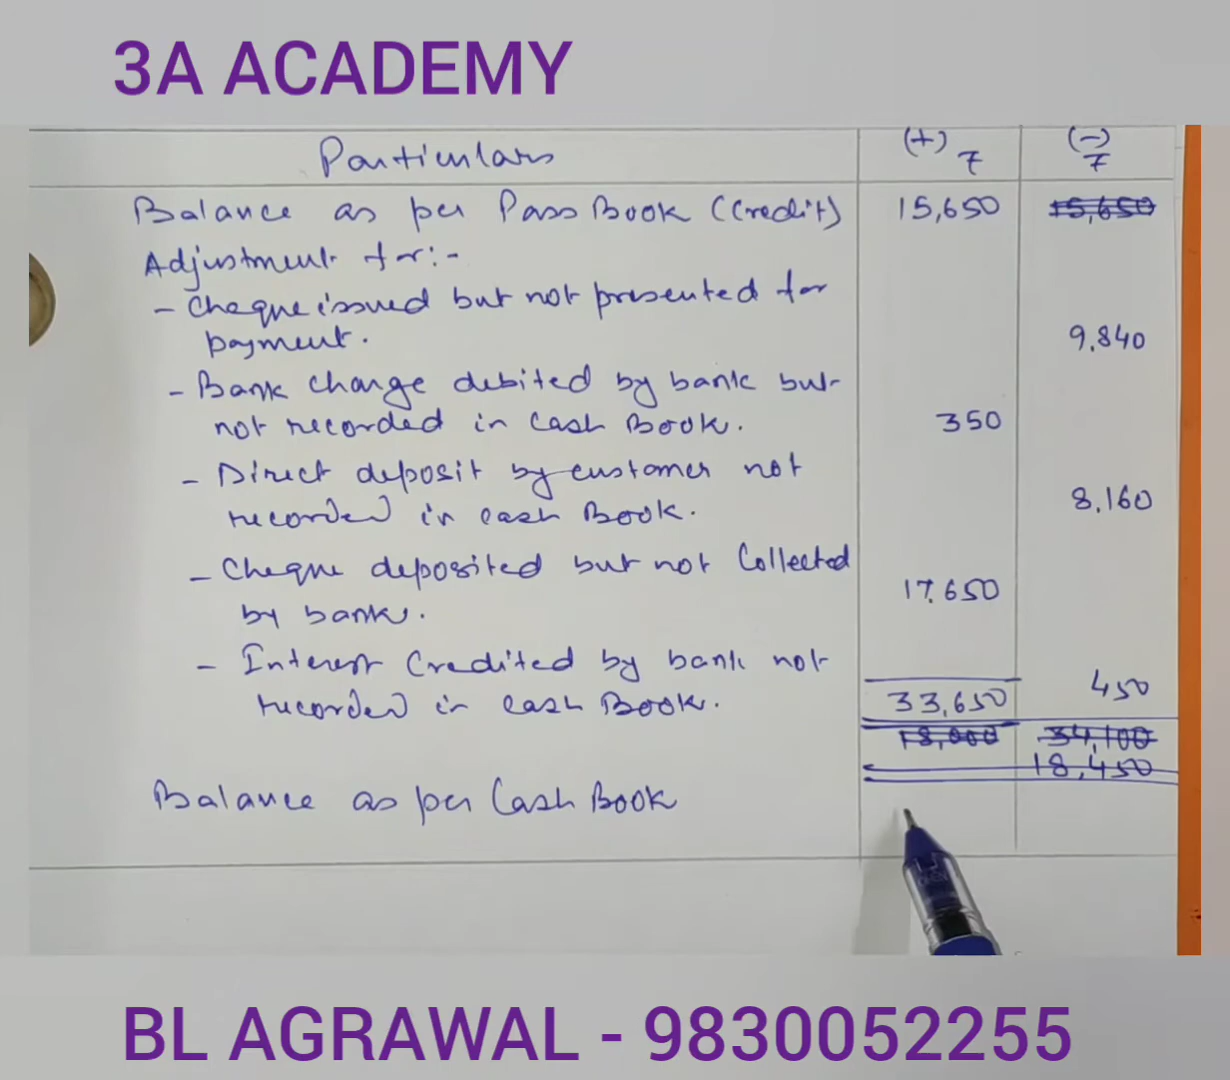 3A ACADEMY
Particulars (+) ₹ (-) ₹
Balance as per Pass Book (Credit) 15,650 15,650
Adjustment for:-
- Cheque issued but not presented for
payment. 9,840
- Bank charge debited by bank but
not recorded in Cash Book. 350
- Direct deposit by customer not
recorded in cash Book. 8,160
- Cheque deposited but not Collected
by bank. 17,650
- Interest Credited by bank not
recorded in cash Book. 33,650 450
18,000 34,100
18,450
Balance as per Cash Book
BL AGRAWAL - 9830052255